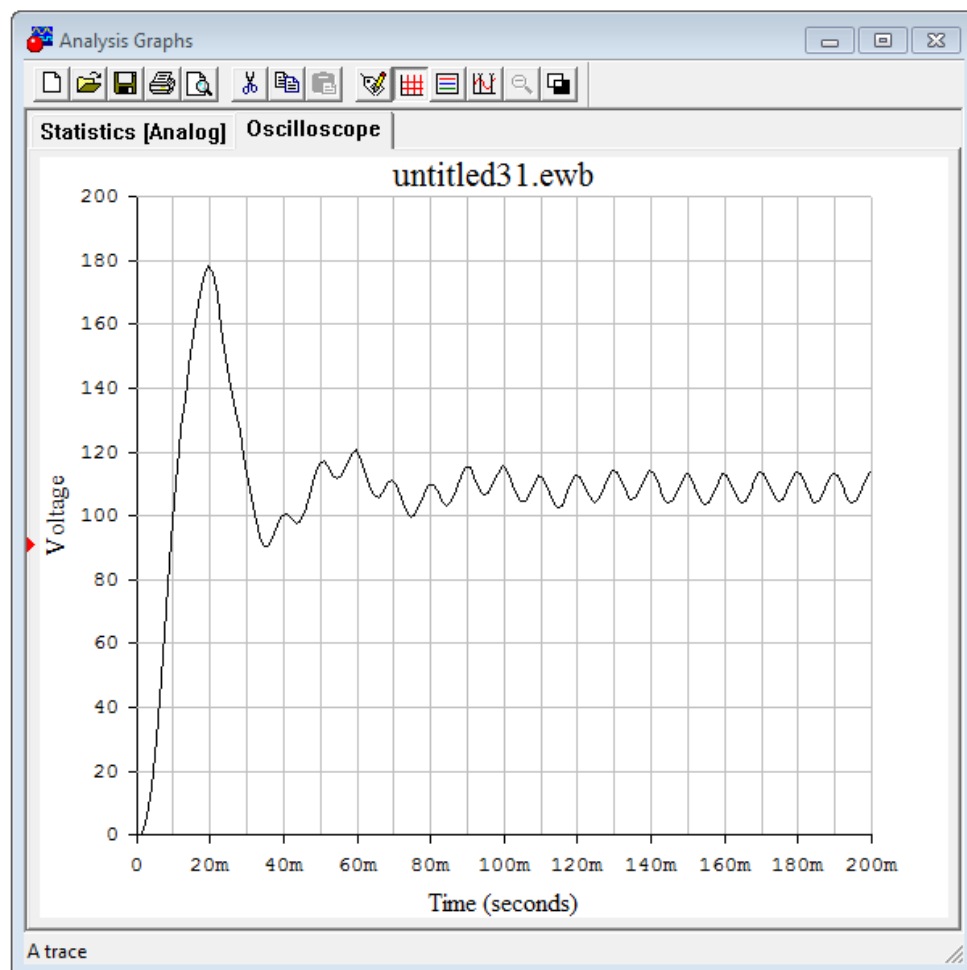 Analysis Graphs
Statistics [Analog] Oscilloscope
untitled31.ewb
200
180
160
140
120
100
80
60
40
20
0
Voltage
0 20m 40m 60m 80m 100m 120m 140m 160m 180m 200m
Time (seconds)
A trace